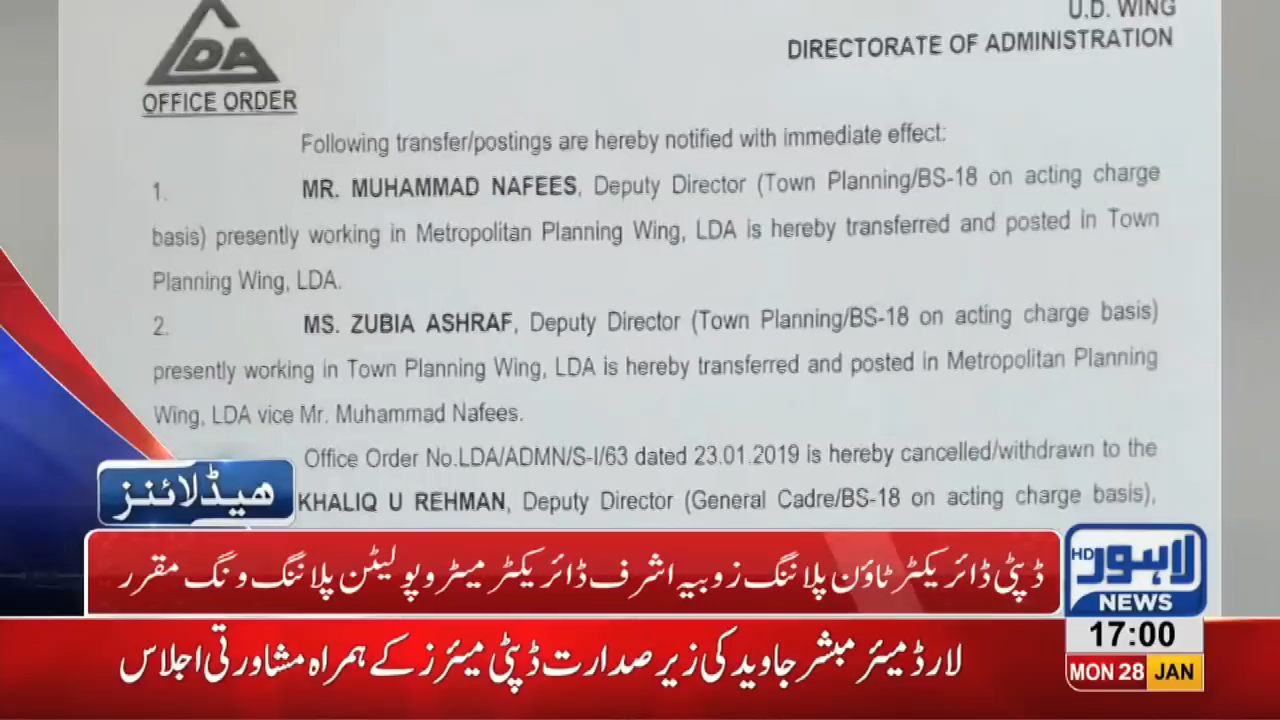 U.D. WING
LDA
DIRECTORATE OF ADMINISTRATION
OFFICE ORDER
Following transfer/postings are hereby notified with immediate effect:
1. MR. MUHAMMAD NAFEES, Deputy Director (Town Planning/BS-18 on acting charge
basis) presently working in Metropolitan Planning Wing, LDA is hereby transferred and posted in Town
Planning Wing, LDA.
2. MS. ZUBIA ASHRAF, Deputy Director (Town Planning/BS-18 on acting charge basis)
presently working in Town Planning Wing, LDA is hereby transferred and posted in Metropolitan Planning
Wing, LDA vice Mr. Muhammad Nafees.
Office Order No.LDA/ADMN/S-I/63 dated 23.01.2019 is hereby cancelled/withdrawn to the
KHALIQ U REHMAN, Deputy Director (General Cadre/BS-18 on acting charge basis),
ہیڈلائنز
ڈپٹی ڈائریکٹر ٹاؤن پلاننگ زوبیہ اشرف ڈائریکٹر میٹروپولیٹن پلاننگ ونگ مقرر
لاہور HD
NEWS
17:00
MON 28 JAN
لارڈ میئر مبشر جاوید کی زیر صدارت ڈپٹی میئرز کے ہمراہ مشاورتی اجلاس